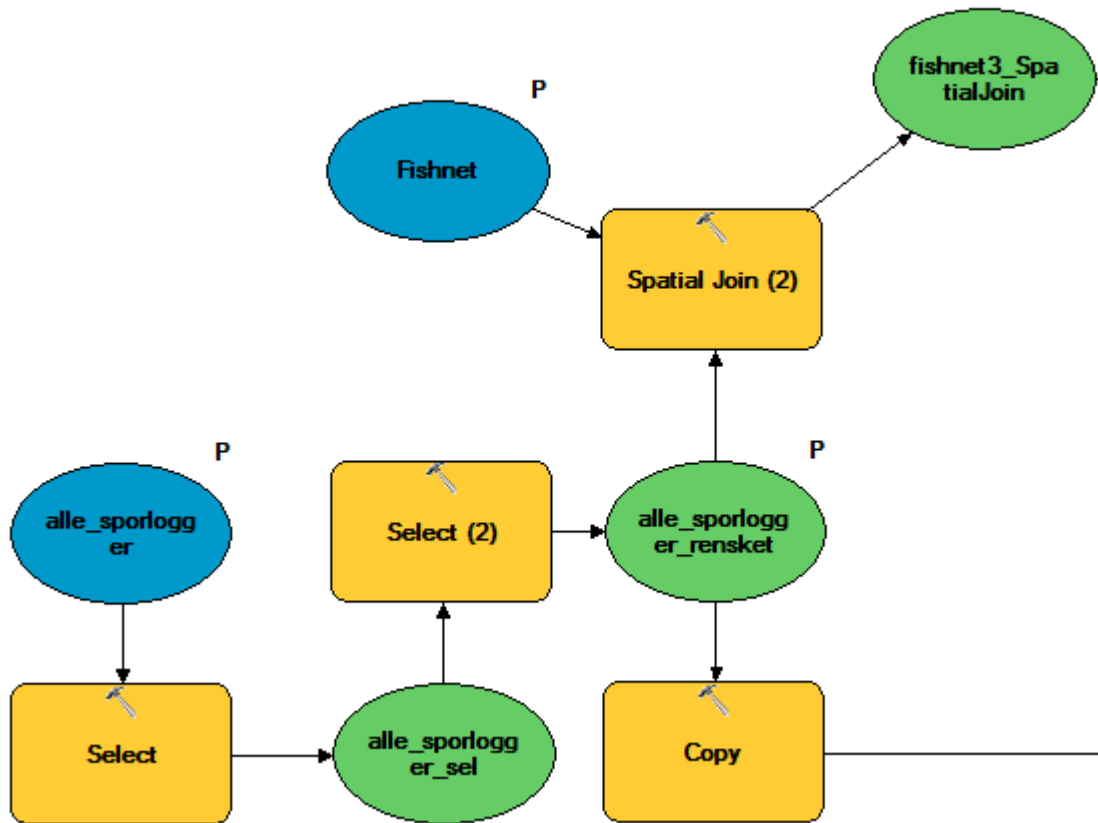 fishnet3_Spa
tialJoin
P
Fishnet
Spatial Join (2)
P
alle_sporlogg
er
Select (2)
P
alle_sporlogg
er_rensket
Select
alle_sporlogg
er_sel
Copy